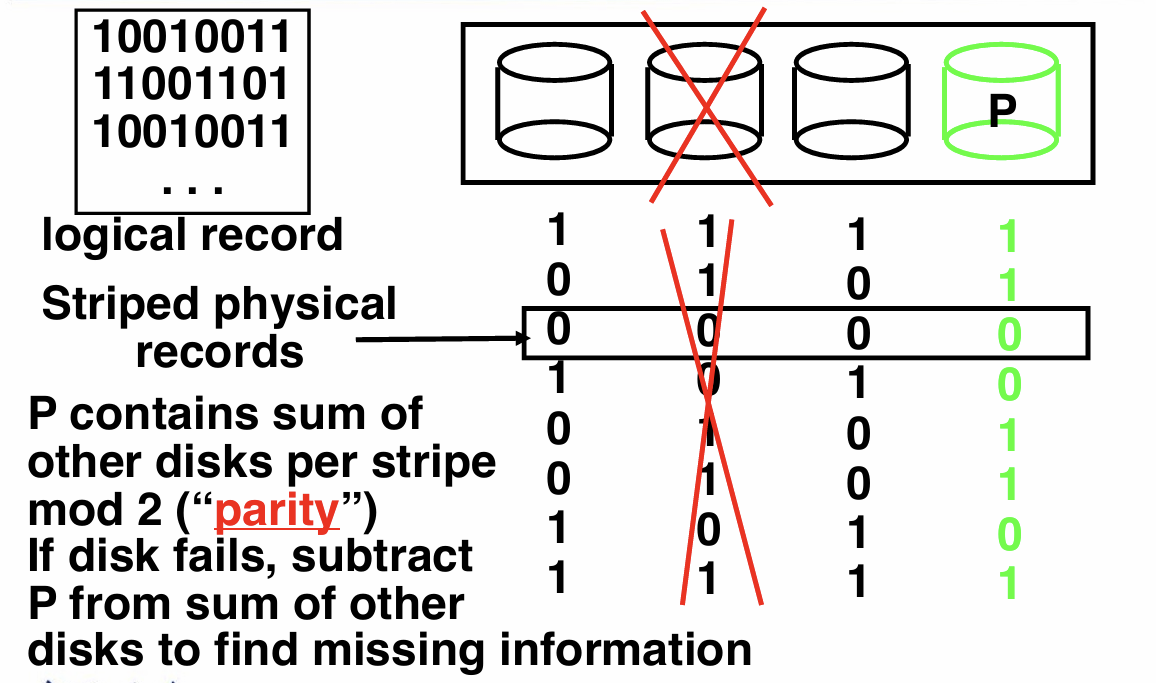 10010011
11001101
10010011
. . .
logical record
P
1 1 1 1
0 1 0 1
Striped physical
records
0 0 0 0
1 0 1 0
0 1 0 1
0 1 0 1
1 0 1 0
1 1 1 1
P contains sum of
other disks per stripe
mod 2 (“parity”)
If disk fails, subtract
P from sum of other
disks to find missing information